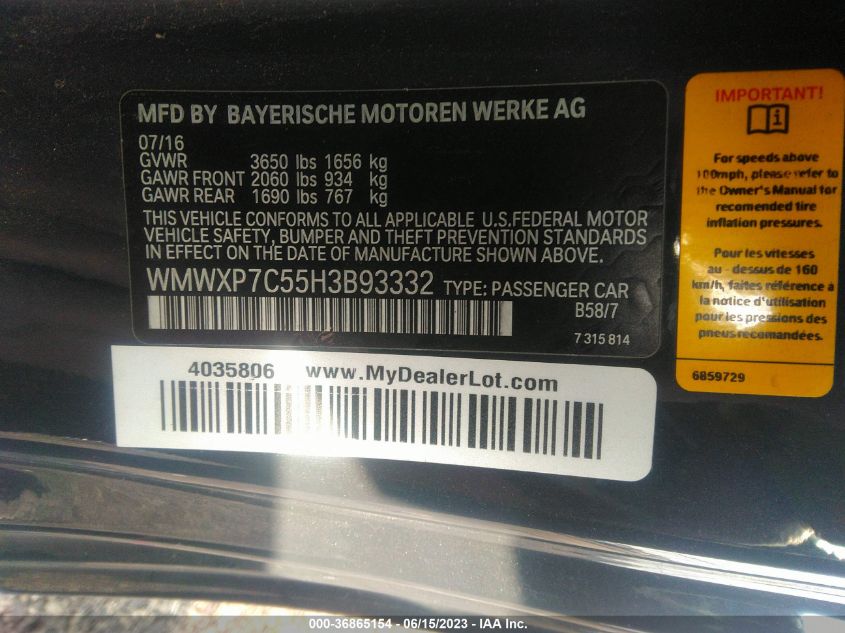 MFD BY BAYERISCHE MOTOREN WERKE AG
07/16
GVWR 3650 lbs 1656 kg
GAWR FRONT 2060 lbs 934 kg
GAWR REAR 1690 lbs 767 kg
THIS VEHICLE CONFORMS TO ALL APPLICABLE U.S.FEDERAL MOTOR
VEHICLE SAFETY, BUMPER AND THEFT PREVENTION STANDARDS
IN EFFECT ON THE DATE OF MANUFACTURE SHOWN ABOVE.
WMWXP7C55H3B93332 TYPE: PASSENGER CAR
B58/7
7 315 814
4035806 www.MyDealerLot.com
IMPORTANT!
i
For speeds above
100mph, please refer to
the Owner's Manual for
recomended tire
inflation pressures.
Pour les vitesses
au - dessus de 160
km/h, faites référence à
la notice d'utilisation
pour les pressions des
pneus recomandées.
6859729
000-36865154 - 06/15/2023 - IAA Inc.